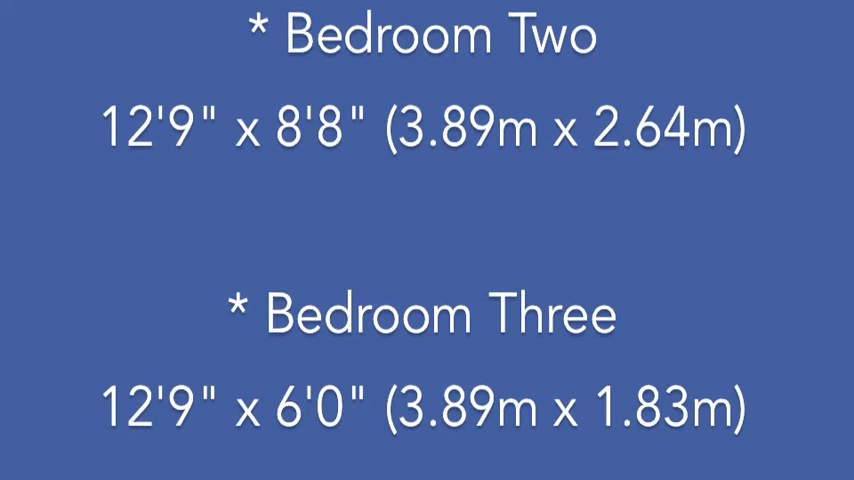 * Bedroom Two
12'9" x 8'8" (3.89m x 2.64m)
* Bedroom Three
12'9" x 6'0" (3.89m x 1.83m)